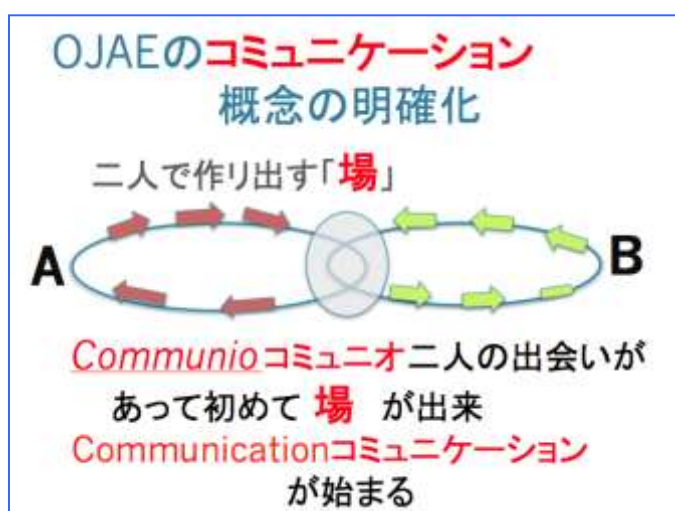 OJAEのコミュニケーション
概念の明確化
二人で作り出す「場」
A
B
Communioコミュニオ二人の出会いが
あって初めて 場 が出来
Communicationコミュニケーション
が始まる